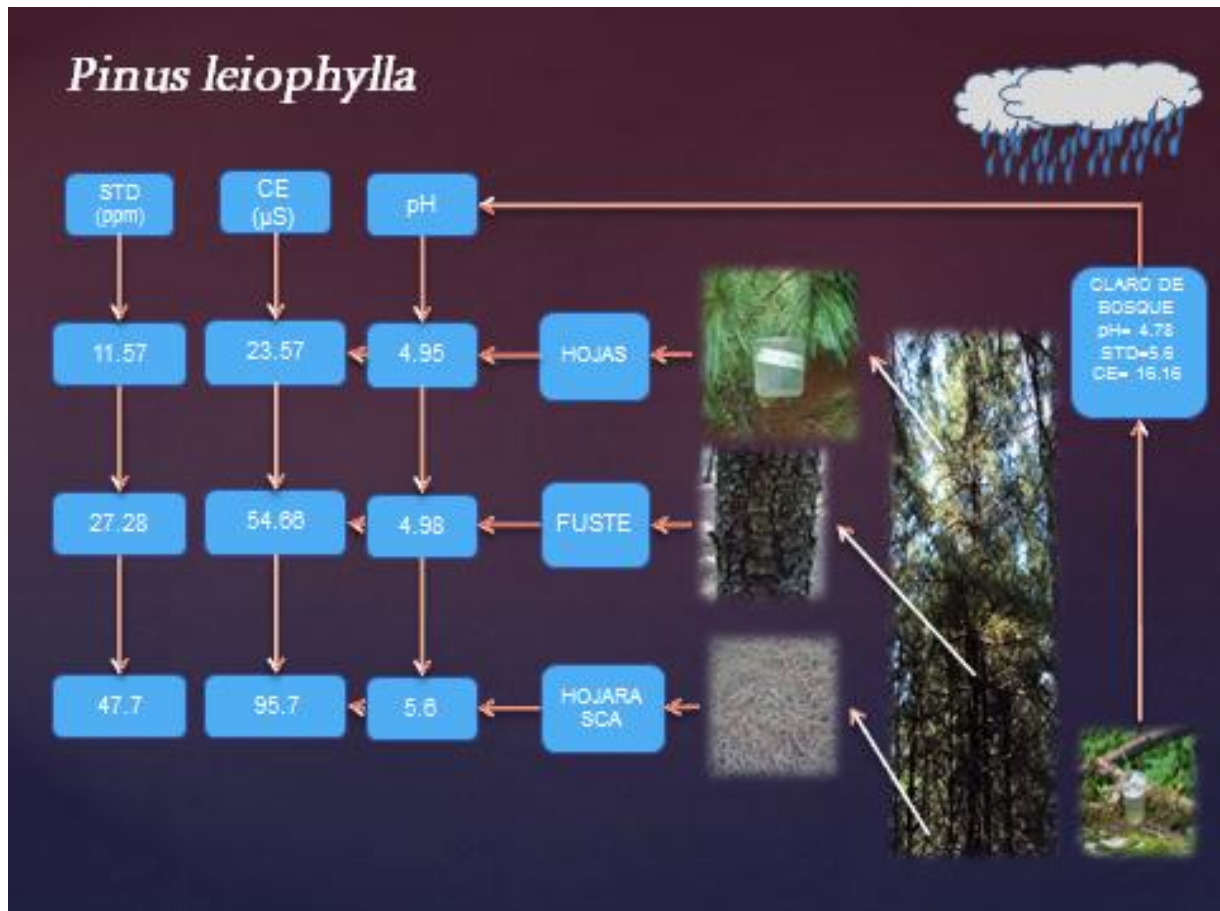 Pinus leiophylla
STD
(ppm)
CE
(µS)
pH
CLARO DE
BOSQUE
pH= 4.78
STD=5.6
CE= 16.16
11.57
23.57
4.95
HOJAS
27.28
54.66
4.98
FUSTE
47.7
95.7
5.6
HOJARA
SCA